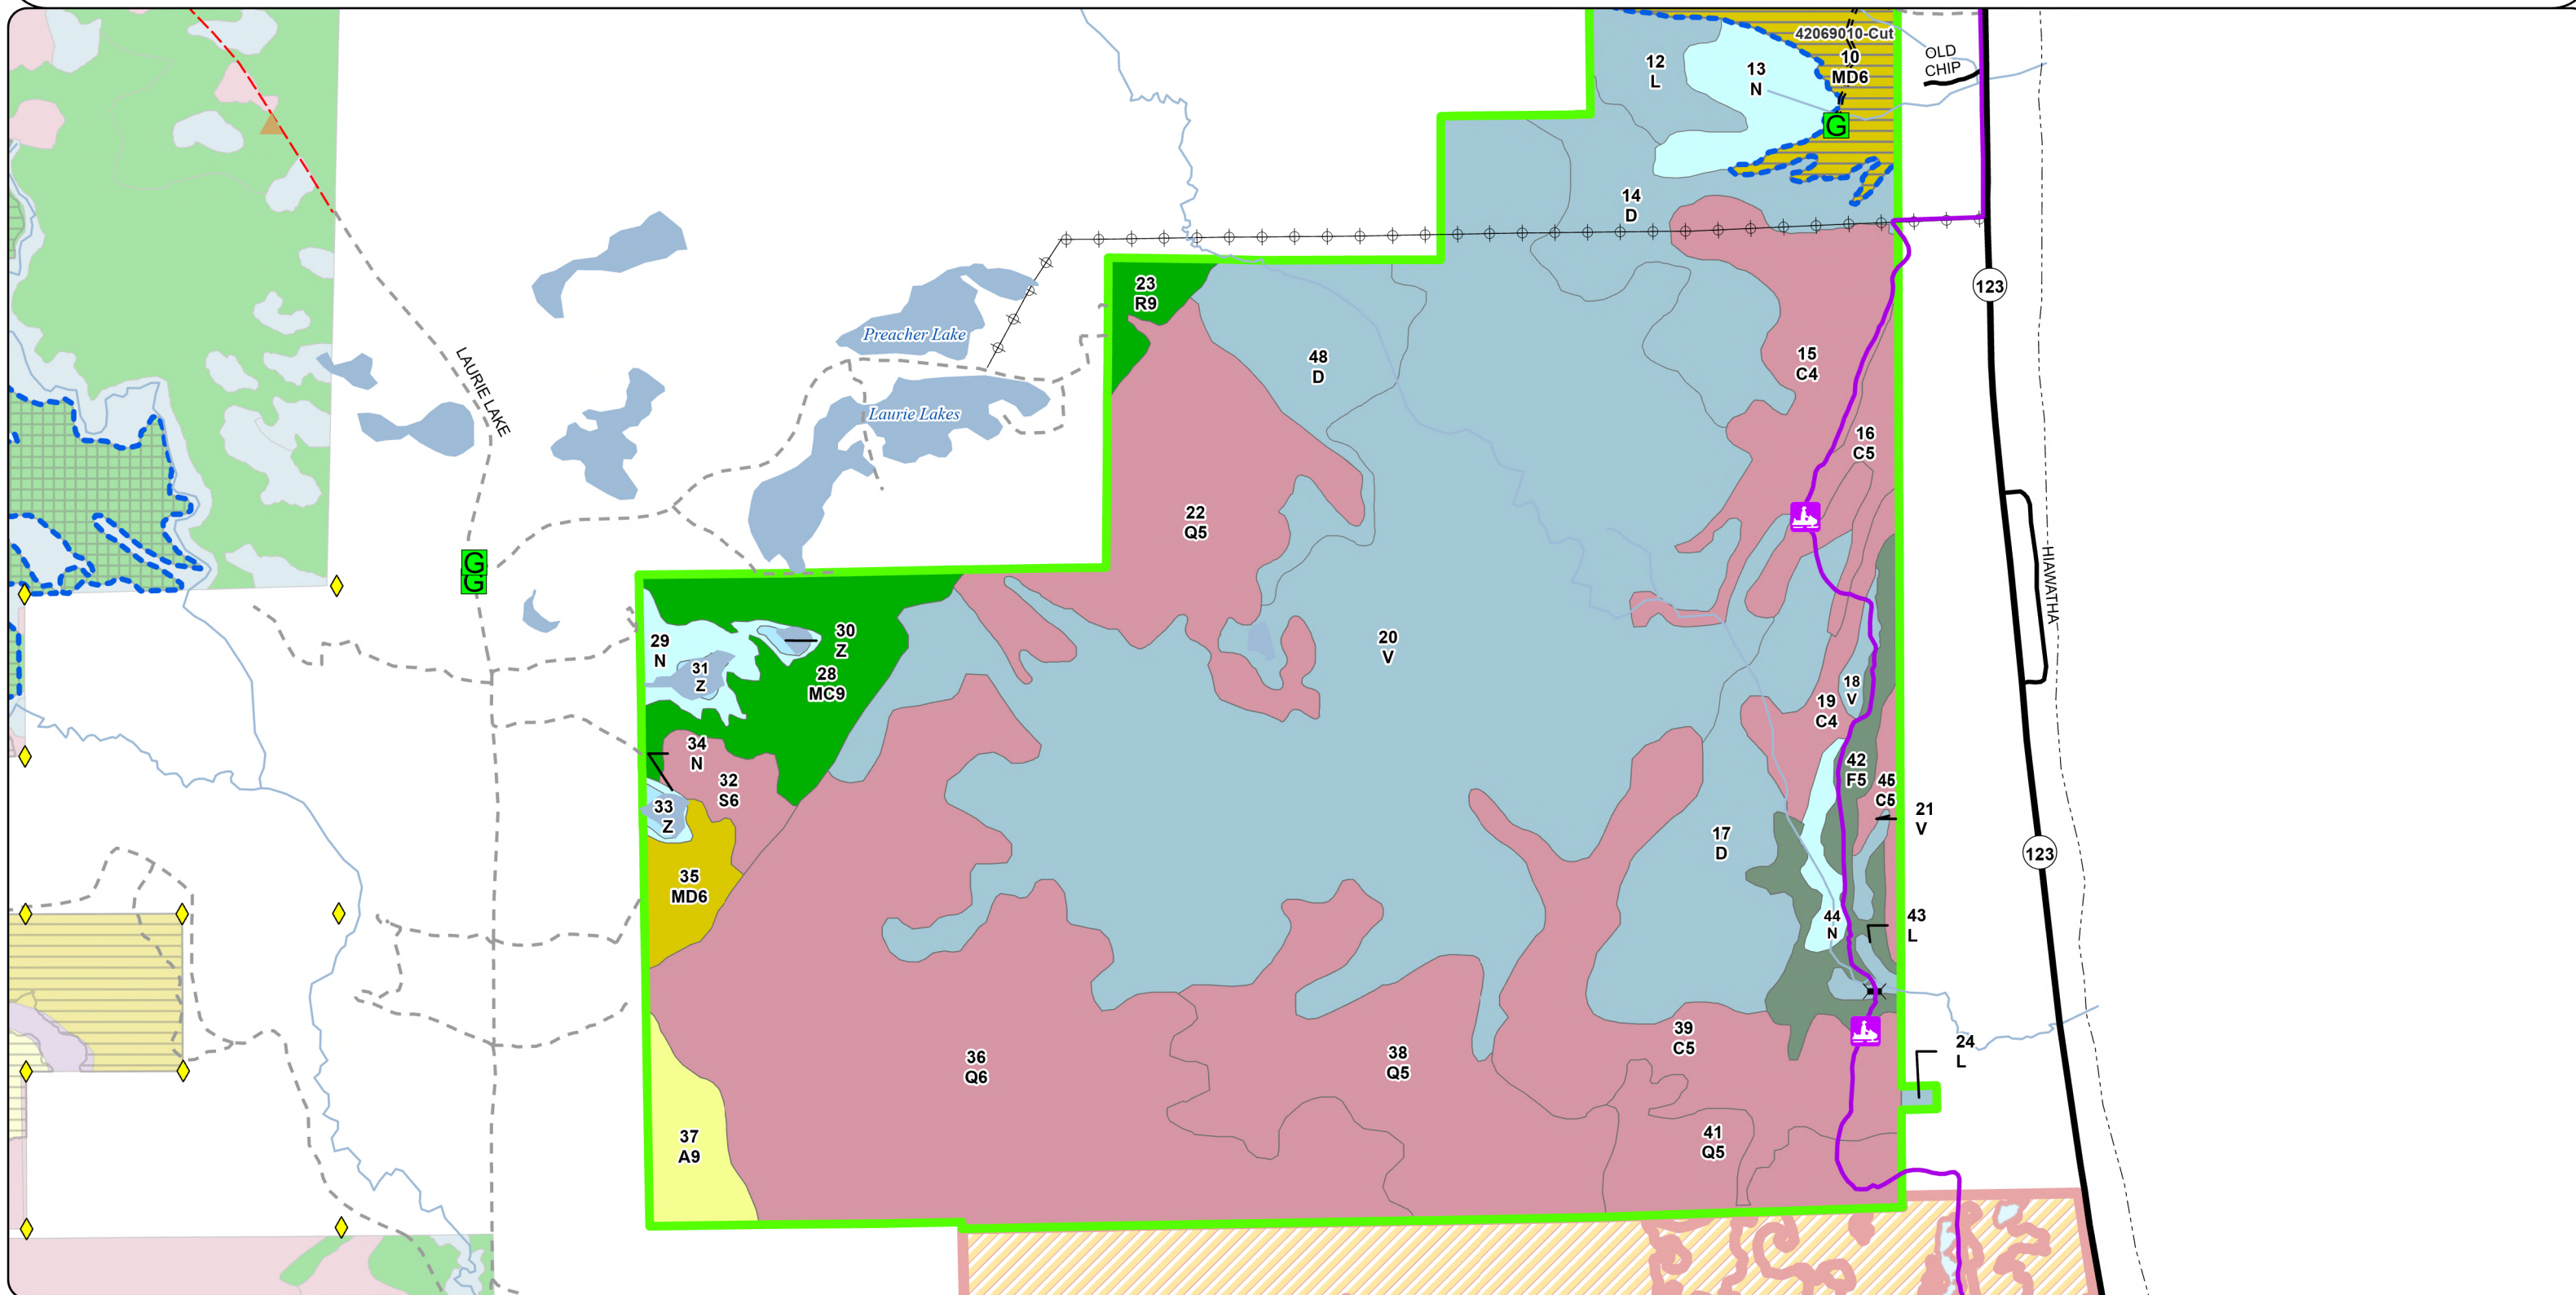 42069010-Cut
10
MD6
OLD
CHIP
12
L
13
N
G
14
D
123
23
R9
Preacher Lake
48
D
15
C4
LAURIE LAKE
Laurie Lakes
16
C5
22
Q5
G
G
HIAWATHA
29
N
30
Z
31
Z
28
MC9
20
V
18
V
19
C4
34
N
32
S6
33
Z
42
F5
45
C5
21
V
17
D
123
35
MD6
44
N
43
L
39
C5
24
L
36
Q6
38
Q5
37
A9
41
Q5